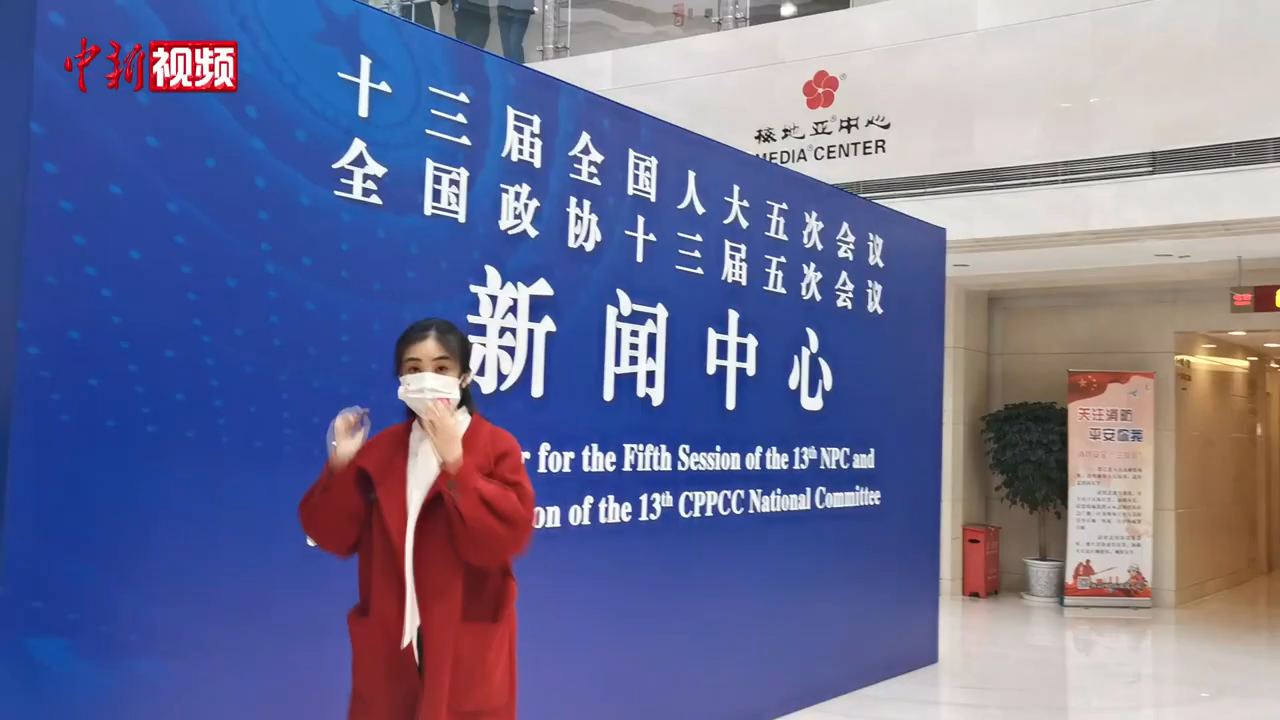 中新视频
十三届全国人大五次会议
全国政协十三届五次会议
新闻中心
for the Fifth Session of the 13th NPC and
of the 13th CPPCC National Committee
梅地亚®中心
MEDIA®CENTER
关注消防
平安你我